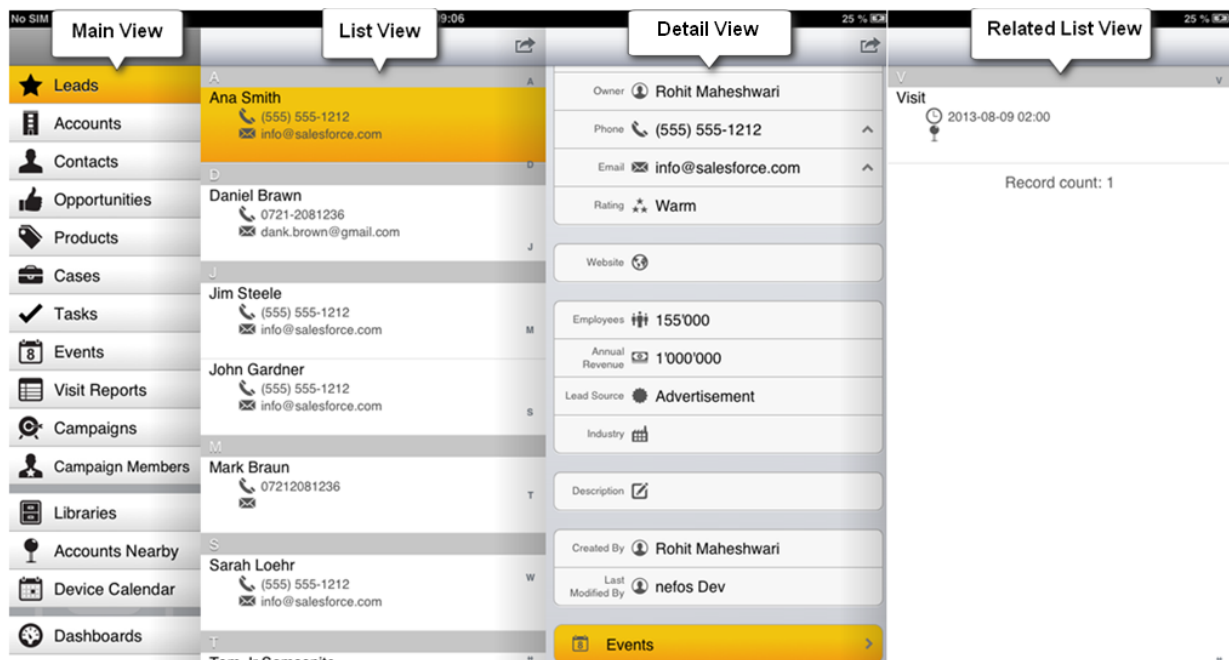 No SIM
9:06
25 %
25 %
Main View
List View
Detail View
Related List View
Leads
Accounts
Contacts
Opportunities
Products
Cases
Tasks
8
Events
Visit Reports
Campaigns
Campaign Members
Libraries
Accounts Nearby
Device Calendar
Dashboards
A
Ana Smith
(555) 555-1212
info@salesforce.com
D
Daniel Brawn
0721-2081236
dank.brown@gmail.com
J
Jim Steele
(555) 555-1212
info@salesforce.com
John Gardner
(555) 555-1212
info@salesforce.com
M
Mark Braun
07212081236
S
Sarah Loehr
(555) 555-1212
info@salesforce.com
T
A
D
J
M
S
T
W
Owner Rohit Maheshwari
Phone (555) 555-1212
Email info@salesforce.com
Rating Warm
Website
Employees 155'000
Annual
Revenue 1'000'000
Lead Source Advertisement
Industry
Description
Created By Rohit Maheshwari
Last
Modified By nefos Dev
8 Events
V
V
Visit
2013-08-09 02:00
Record count: 1